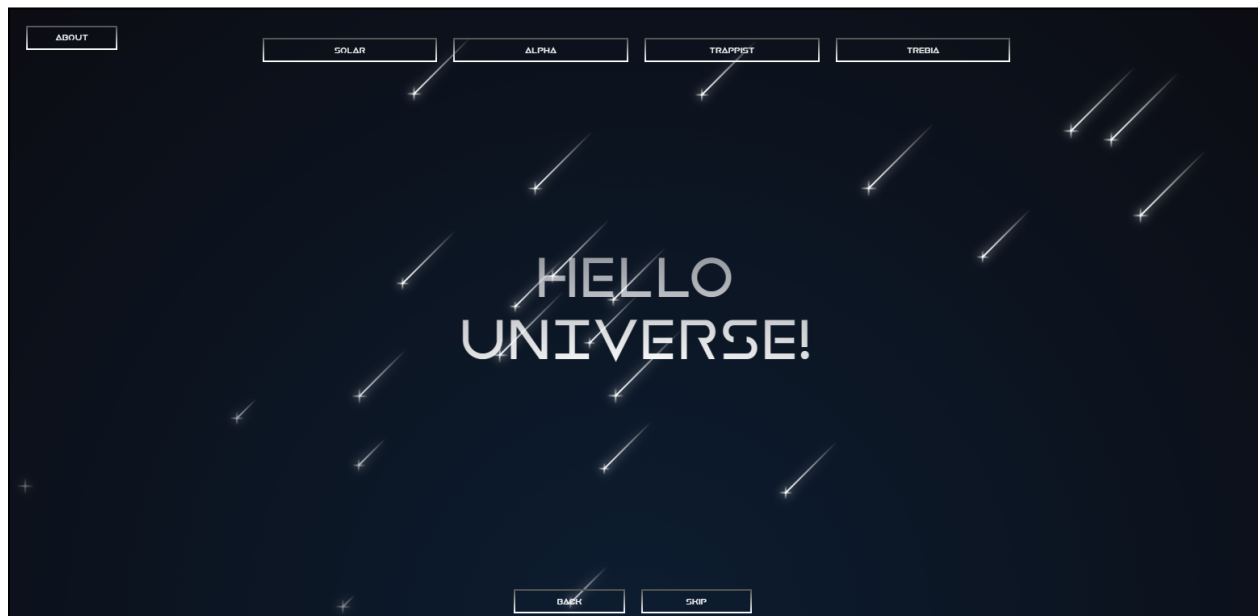 ABOUT
SOLAR
ALPHA
TRAPPIST
TREBIA
HELLO
UNIVERSE!
BACK
SKIP